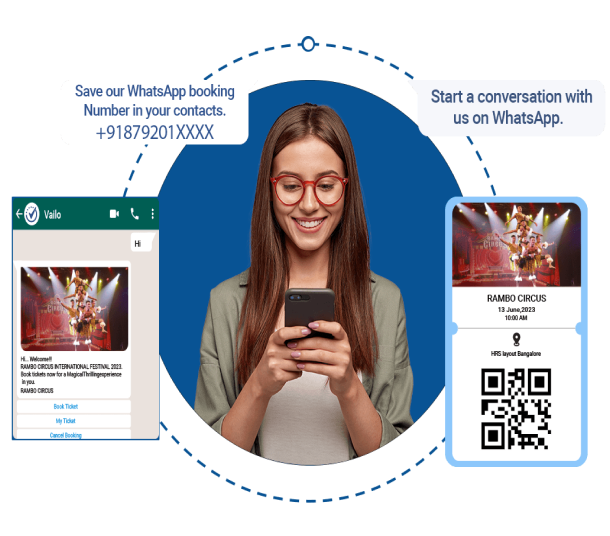 Save our WhatsApp booking
Number in your contacts.
+91879201XXXX
Start a conversation with
us on WhatsApp.
Vailo
Hi
Hi... Welcome!!!
RAMBO CIRCUS INTERNATIONAL FESTIVAL 2023.
Book tickets now for a MagicalThrillingexperience
in you.
RAMBO CIRCUS
Book Ticket
My Ticket
Cancel Booking
RAMBO CIRCUS
13 June,2023
10:00 AM
HRS layout Bangalore